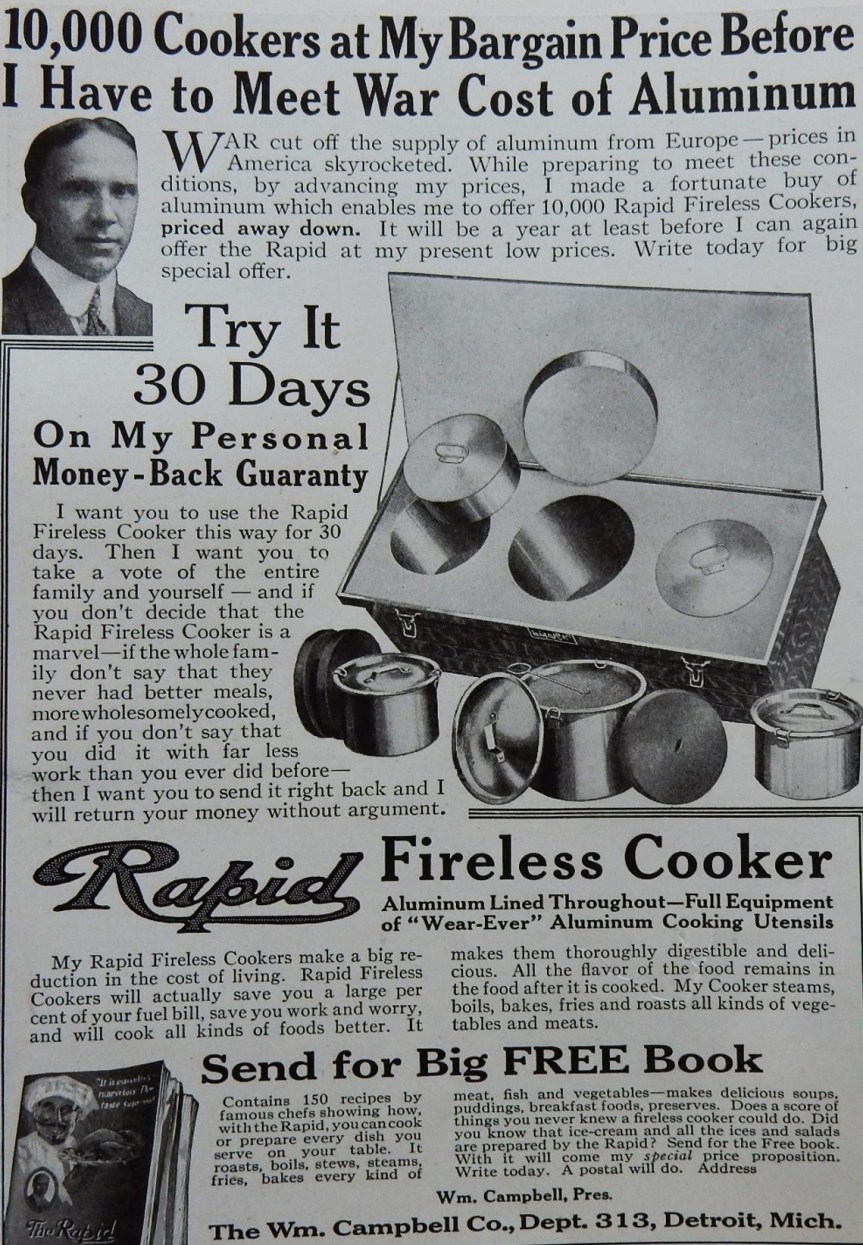 10,000 Cookers at My Bargain Price Before
I Have to Meet War Cost of Aluminum
WAR cut off the supply of aluminum from Europe—prices in
America skyrocketed. While preparing to meet these con-
ditions, by advancing my prices, I made a fortunate buy of
aluminum which enables me to offer 10,000 Rapid Fireless Cookers,
priced away down. It will be a year at least before I can again
offer the Rapid at my present low prices. Write today for big
special offer.
Try It
30 Days
On My Personal
Money-Back Guaranty
I want you to use the Rapid
Fireless Cooker this way for 30
days. Then I want you to
take a vote of the entire
family and yourself — and if
you don't decide that the
Rapid Fireless Cooker is a
marvel—if the whole fam-
ily don't say that they
never had better meals,
more wholesomely cooked,
and if you don't say that
you did it with far less
work than you ever did before—
then I want you to send it right back and I
will return your money without argument.
Rapid Fireless Cooker
Aluminum Lined Throughout—Full Equipment
of "Wear-Ever" Aluminum Cooking Utensils
My Rapid Fireless Cookers make a big re-
duction in the cost of living. Rapid Fireless
Cookers will actually save you a large per
cent of your fuel bill, save you work and worry,
and will cook all kinds of foods better. It
makes them thoroughly digestible and deli-
cious. All the flavor of the food remains in
the food after it is cooked. My Cooker steams,
boils, bakes, fries and roasts all kinds of vege-
tables and meats.
Send for Big FREE Book
Contains 150 recipes by
famous chefs showing how,
with the Rapid, you can cook
or prepare every dish you
serve on your table. It
roasts, boils, stews, steams,
fries, bakes every kind of
meat, fish and vegetables—makes delicious soups,
puddings, breakfast foods, preserves. Does a score of
things you never knew a fireless cooker could do. Did
you know that ice-cream and all the ices and salads
are prepared by the Rapid? Send for the Free book.
With it will come my special price proposition.
Write today. A postal will do. Address
Wm. Campbell, Pres.
The Wm. Campbell Co., Dept. 313, Detroit, Mich.
"It is
The Rapid